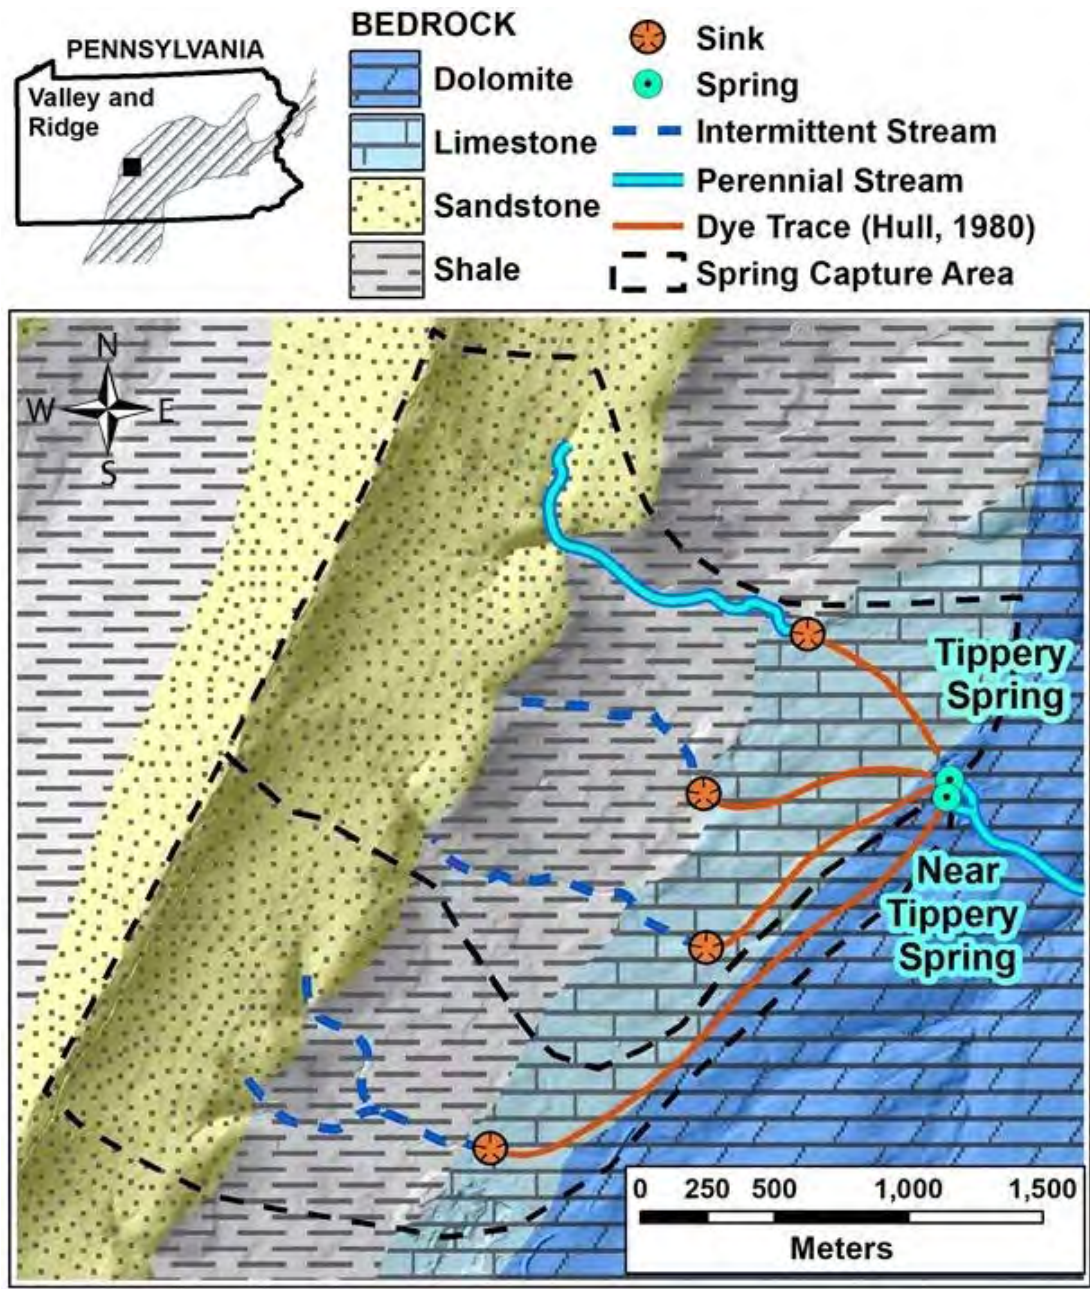 PENNSYLVANIA
Valley and
Ridge
BEDROCK
Dolomite
Limestone
Sandstone
Shale
Sink
Spring
Intermittent Stream
Perennial Stream
Dye Trace (Hull, 1980)
Spring Capture Area
N
W E
S
Tippery
Spring
Near
Tippery
Spring
0 250 500 1,000 1,500
Meters